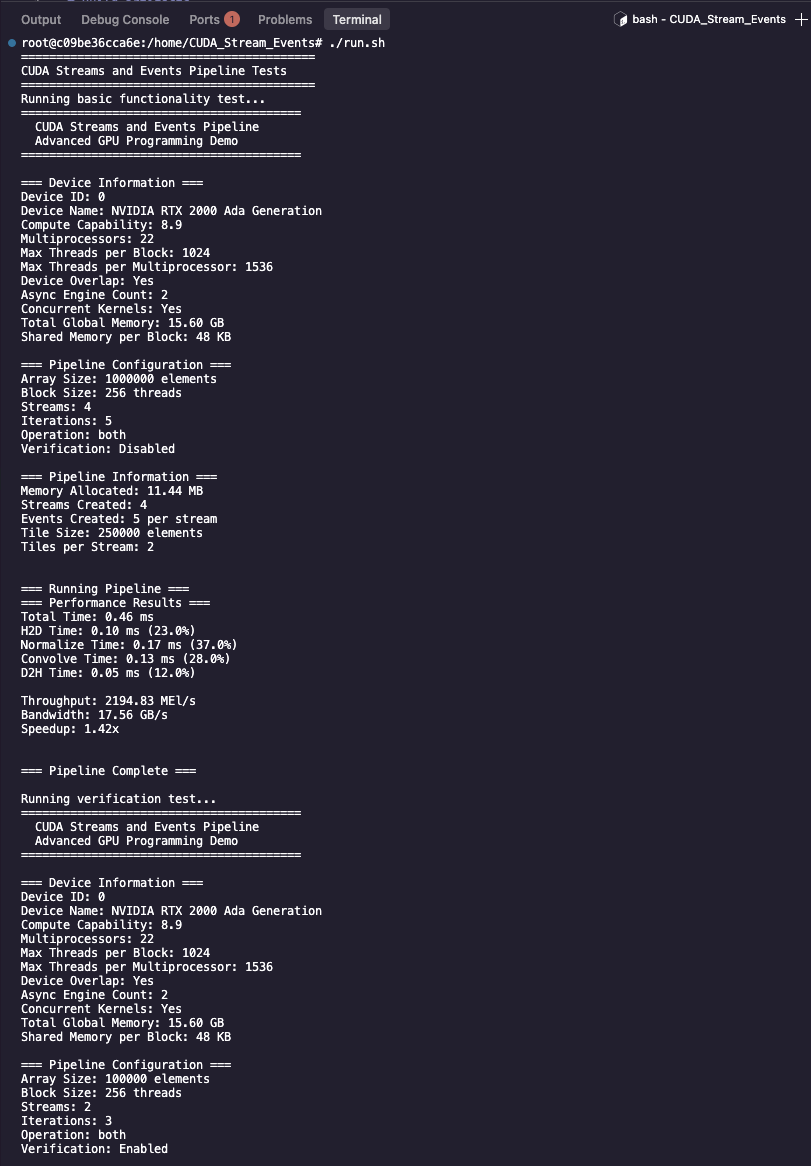 Output Debug Console Ports 1 Problems Terminal bash - CUDA_Stream_Events
root@c09be36cca6e:/home/CUDA_Stream_Events# ./run.sh
==========================================
CUDA Streams and Events Pipeline Tests
==========================================
Running basic functionality test...
========================================
  CUDA Streams and Events Pipeline
  Advanced GPU Programming Demo
========================================
=== Device Information ===
Device ID: 0
Device Name: NVIDIA RTX 2000 Ada Generation
Compute Capability: 8.9
Multiprocessors: 22
Max Threads per Block: 1024
Max Threads per Multiprocessor: 1536
Device Overlap: Yes
Async Engine Count: 2
Concurrent Kernels: Yes
Total Global Memory: 15.60 GB
Shared Memory per Block: 48 KB
=== Pipeline Configuration ===
Array Size: 1000000 elements
Block Size: 256 threads
Streams: 4
Iterations: 5
Operation: both
Verification: Disabled
=== Pipeline Information ===
Memory Allocated: 11.44 MB
Streams Created: 4
Events Created: 5 per stream
Tile Size: 250000 elements
Tiles per Stream: 2
=== Running Pipeline ===
=== Performance Results ===
Total Time: 0.46 ms
H2D Time: 0.10 ms (23.0%)
Normalize Time: 0.17 ms (37.0%)
Convolve Time: 0.13 ms (28.0%)
D2H Time: 0.05 ms (12.0%)
Throughput: 2194.83 MEl/s
Bandwidth: 17.56 GB/s
Speedup: 1.42x
=== Pipeline Complete ===
Running verification test...
========================================
  CUDA Streams and Events Pipeline
  Advanced GPU Programming Demo
========================================
=== Device Information ===
Device ID: 0
Device Name: NVIDIA RTX 2000 Ada Generation
Compute Capability: 8.9
Multiprocessors: 22
Max Threads per Block: 1024
Max Threads per Multiprocessor: 1536
Device Overlap: Yes
Async Engine Count: 2
Concurrent Kernels: Yes
Total Global Memory: 15.60 GB
Shared Memory per Block: 48 KB
=== Pipeline Configuration ===
Array Size: 100000 elements
Block Size: 256 threads
Streams: 2
Iterations: 3
Operation: both
Verification: Enabled